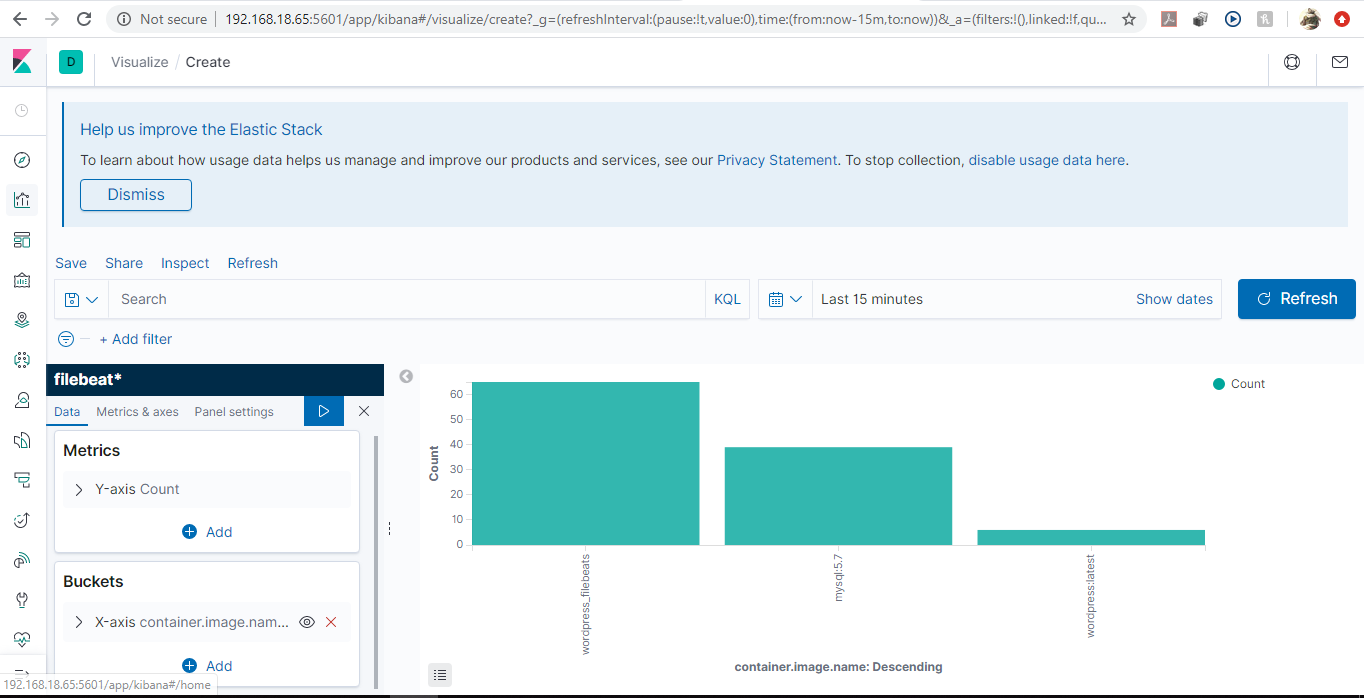 Not secure
192.168.18.65:5601/app/kibana#/visualize/create?_g=(refreshInterval:(pause:!t,value:0),time:(from:now-15m,to:now))&_a=(filters:!(),linked:!f,qu...
D
Visualize / Create
Help us improve the Elastic Stack
To learn about how usage data helps us manage and improve our products and services, see our Privacy Statement. To stop collection, disable usage data here.
Dismiss
Save Share Inspect Refresh
Search KQL Last 15 minutes Show dates Refresh
+ Add filter
filebeat*
Data Metrics & axes Panel settings
Metrics
Y-axis Count
Add
Buckets
X-axis container.image.nam...
Add
Count
60
50
40
30
20
10
0
Count
wordpress_filebeats
mysql:5.7
wordpress:latest
container.image.name: Descending
192.168.18.65:5601/app/kibana#/home